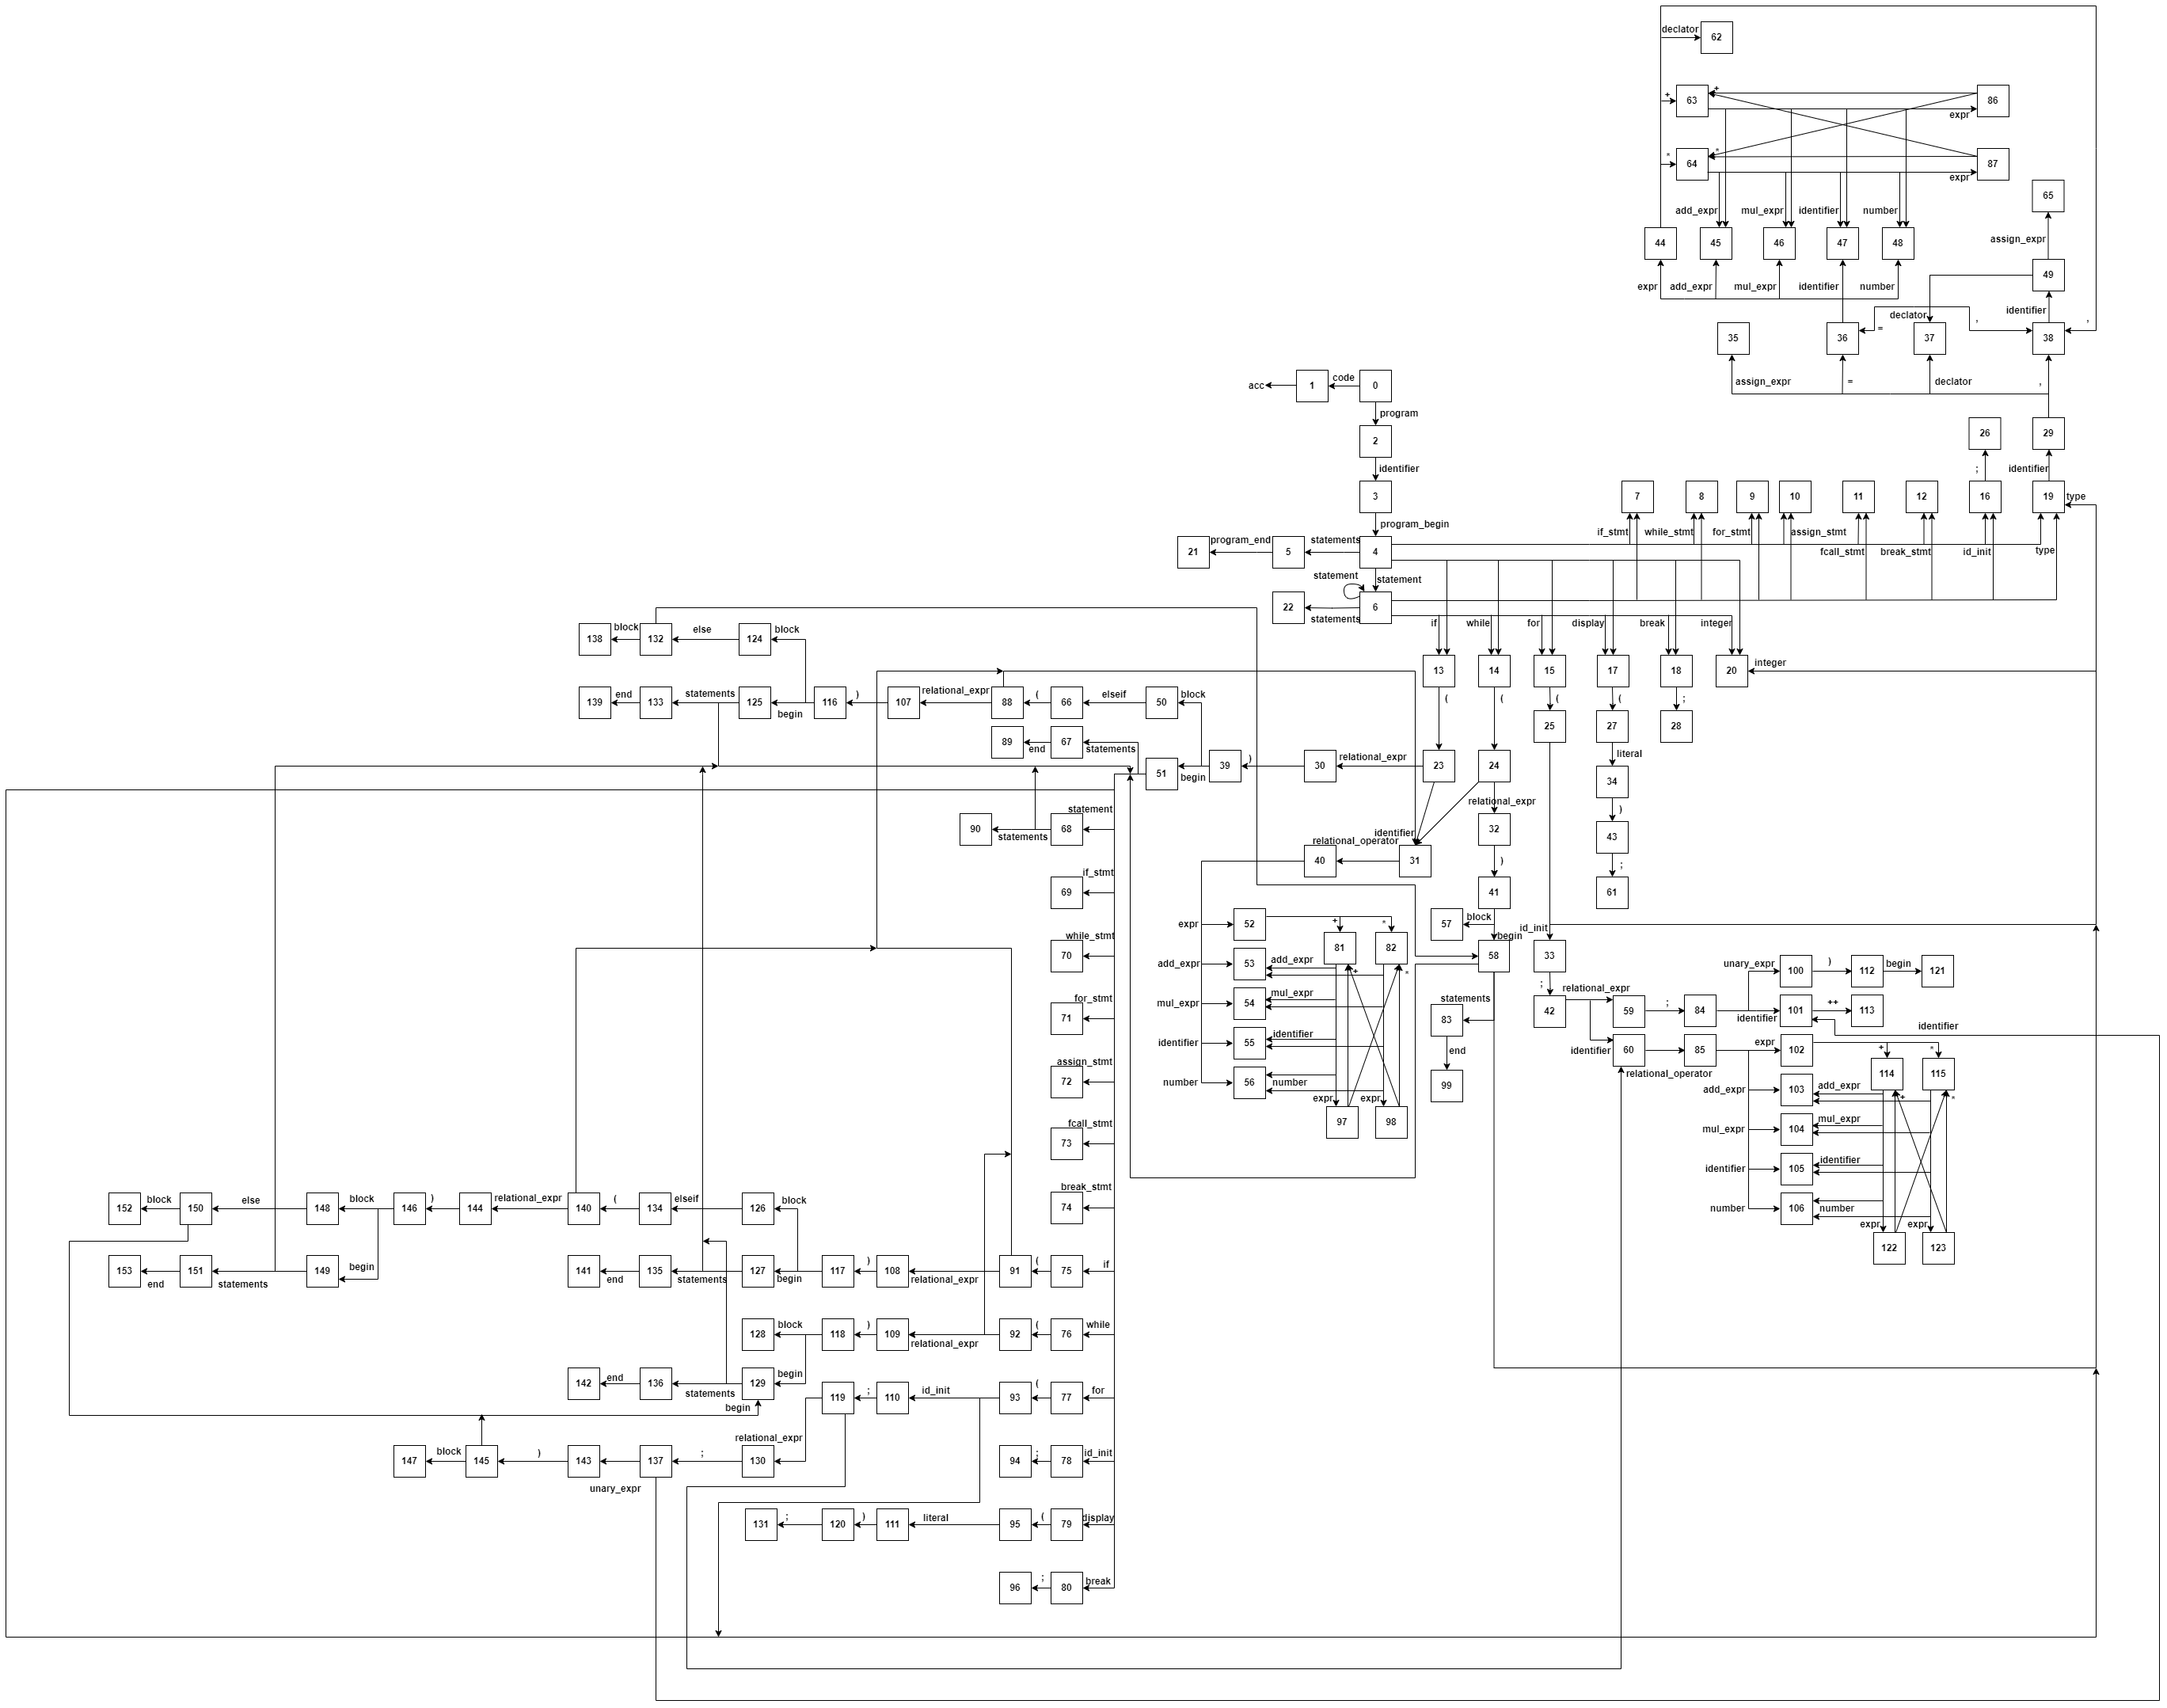 declator
62
+
63
+
86
expr
*
64
*
87
expr
65
add_expr
mul_expr
identifier
number
44
45
46
47
48
assign_expr
49
expr
add_expr
mul_expr
identifier
number
identifier
declator
,
,
=
35
36
37
38
assign_expr
=
declator
,
acc
1
code
0
program
2
26
29
identifier
;
identifier
3
7
8
9
10
11
12
16
19
type
program_begin
if_stmt
while_stmt
for_stmt
assign_stmt
21
program_end
5
statements
4
fcall_stmt
break_stmt
id_init
type
statement
statement
22
statements
6
if
while
for
display
break
integer
138
block
132
else
124
block
13
14
15
17
18
20
integer
139
end
133
statements
125
begin
116
)
107
relational_expr
88
(
66
elseif
50
block
(
(
(
(
;
25
27
28
89
end
67
statements
literal
51
begin
39
)
30
relational_expr
23
24
34
relational_expr
)
90
statements
68
statement
identifier
32
43
relational_operator
40
31
)
;
69
if_stmt
41
61
expr
52
+
*
57
block
begin
id_init
70
while_stmt
81
82
58
33
add_expr
53
add_expr
+
*
unary_expr
100
)
112
begin
121
mul_expr
54
mul_expr
statements
;
relational_expr
71
for_stmt
83
42
59
;
84
identifier
101
++
113
identifier
identifier
55
identifier
end
identifier
60
85
expr
102
+
*
relational_operator
114
115
72
assign_stmt
number
56
number
99
add_expr
103
add_expr
+
*
expr
expr
97
98
mul_expr
104
mul_expr
73
fcall_stmt
identifier
105
identifier
74
break_stmt
number
106
number
expr
expr
122
123
152
block
150
else
148
block
146
)
144
relational_expr
140
(
134
elseif
126
block
153
end
151
statements
149
begin
141
end
135
statements
127
begin
117
)
108
relational_expr
91
(
75
if
128
block
118
)
109
relational_expr
92
(
76
while
142
end
136
statements
129
begin
begin
119
;
110
id_init
93
(
77
for
relational_expr
147
block
145
)
143
137
;
130
94
;
78
id_init
unary_expr
131
;
120
)
111
literal
95
(
79
display
96
;
80
break